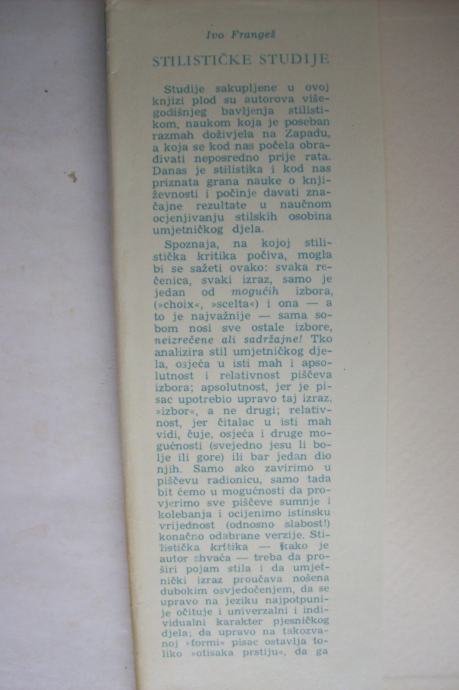 Ivo Frangeš
STILISTIČKE STUDIJE
Studije sakupljene u ovoj
knjizi plod su autorova više-
godišnjeg bavljenja stilisti-
kom, naukom koja je poseban
razmah doživjela na Zapadu,
a koja se kod nas počela obra-
đivati neposredno prije rata.
Danas je stilistika i kod nas
priznata grana nauke o knji-
ževnosti i počinje davati zna-
čajne rezultate u naučnom
ocjenjivanju stilskih osobina
umjetničkog djela.
Spoznaja, na kojoj stili-
stička kritika počiva, mogla
bi se sažeti ovako: svaka re-
čenica, svaki izraz, samo je
jedan od mogućih izbora,
(»choix«, »scelta«) i ona — a
to je najvažnije — sama so-
bom nosi sve ostale izbore,
neizrečene ali sadržajne! Tko
analizira stil umjetničkog dje-
la, osjeća u isti mah i apso-
lutnost i relativnost piščeva
izbora; apsolutnost, jer je pi-
sac upotrebio upravo taj izraz,
»izbor«, a ne drugi; relativ-
nost, jer čitalac u isti mah
vidi, čuje, osjeća i druge mo-
gućnosti (svejedno jesu li bo-
lje ili gore) ili bar jedan dio
njih. Samo ako zavirimo u
piščevu radionicu, samo tada
bit ćemo u mogućnosti da pro-
vjerimo sve piščeve sumnje i
kolebanja i ocijenimo istinsku
vrijednost (odnosno slabost!)
konačno odabrane verzije. Sti-
listička kritika — kako je
autor shvaća — treba da pro-
širi pojam stila i da umjet-
nički izraz proučava nošena
dubokim osvjedočenjem, da se
upravo na jeziku najpotpuni-
je očituje i univerzalni i indi-
vidualni karakter pjesničkog
djela; da upravo na takozva-
noj »formi« pisac ostavlja to-
liko »otisaka prstiju«, da ga